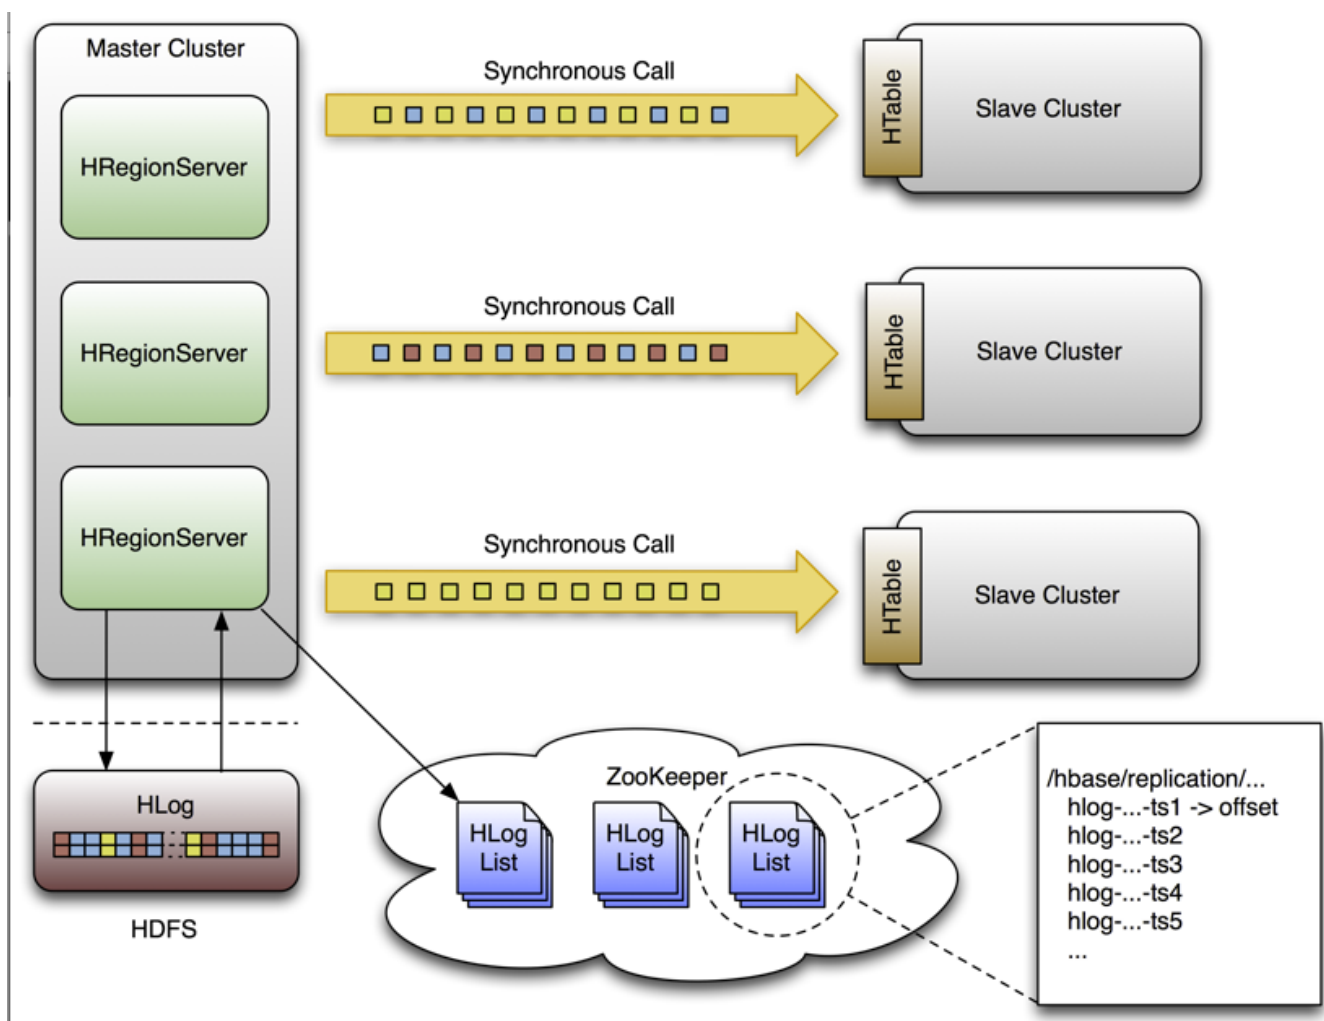 Master Cluster
HRegionServer
HRegionServer
HRegionServer
Synchronous Call
HTable
Slave Cluster
Synchronous Call
HTable
Slave Cluster
Synchronous Call
HTable
Slave Cluster
HLog
HDFS
ZooKeeper
HLog
List
HLog
List
HLog
List
/hbase/replication/...
hlog-...-ts1 -> offset
hlog-...-ts2
hlog-...-ts3
hlog-...-ts4
hlog-...-ts5
...